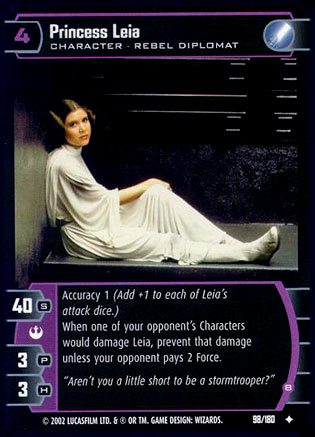 4 Princess Leia
CHARACTER · REBEL DIPLOMAT
40 S
Accuracy 1 (Add +1 to each of Leia's
attack dice.)
When one of your opponent's Characters
would damage Leia, prevent that damage
unless your opponent pays 2 Force.
3 P
3 H
"Aren't you a little short to be a stormtrooper?"
B
© 2002 LUCASFILM LTD. & ® OR TM. GAME DESIGN: WIZARDS. 98/180